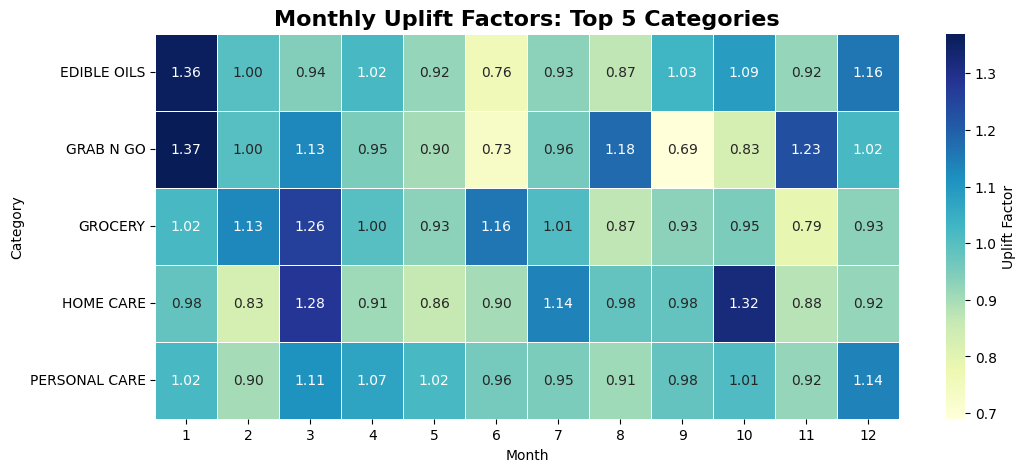 Monthly Uplift Factors: Top 5 Categories
EDIBLE OILS 1.36 1.00 0.94 1.02 0.92 0.76 0.93 0.87 1.03 1.09 0.92 1.16
GRAB N GO 1.37 1.00 1.13 0.95 0.90 0.73 0.96 1.18 0.69 0.83 1.23 1.02
GROCERY 1.02 1.13 1.26 1.00 0.93 1.16 1.01 0.87 0.93 0.95 0.79 0.93
HOME CARE 0.98 0.83 1.28 0.91 0.86 0.90 1.14 0.98 0.98 1.32 0.88 0.92
PERSONAL CARE 1.02 0.90 1.11 1.07 1.02 0.96 0.95 0.91 0.98 1.01 0.92 1.14
1 2 3 4 5 6 7 8 9 10 11 12
Month
Category
1.3
1.2
1.1
1.0
0.9
0.8
0.7
Uplift Factor